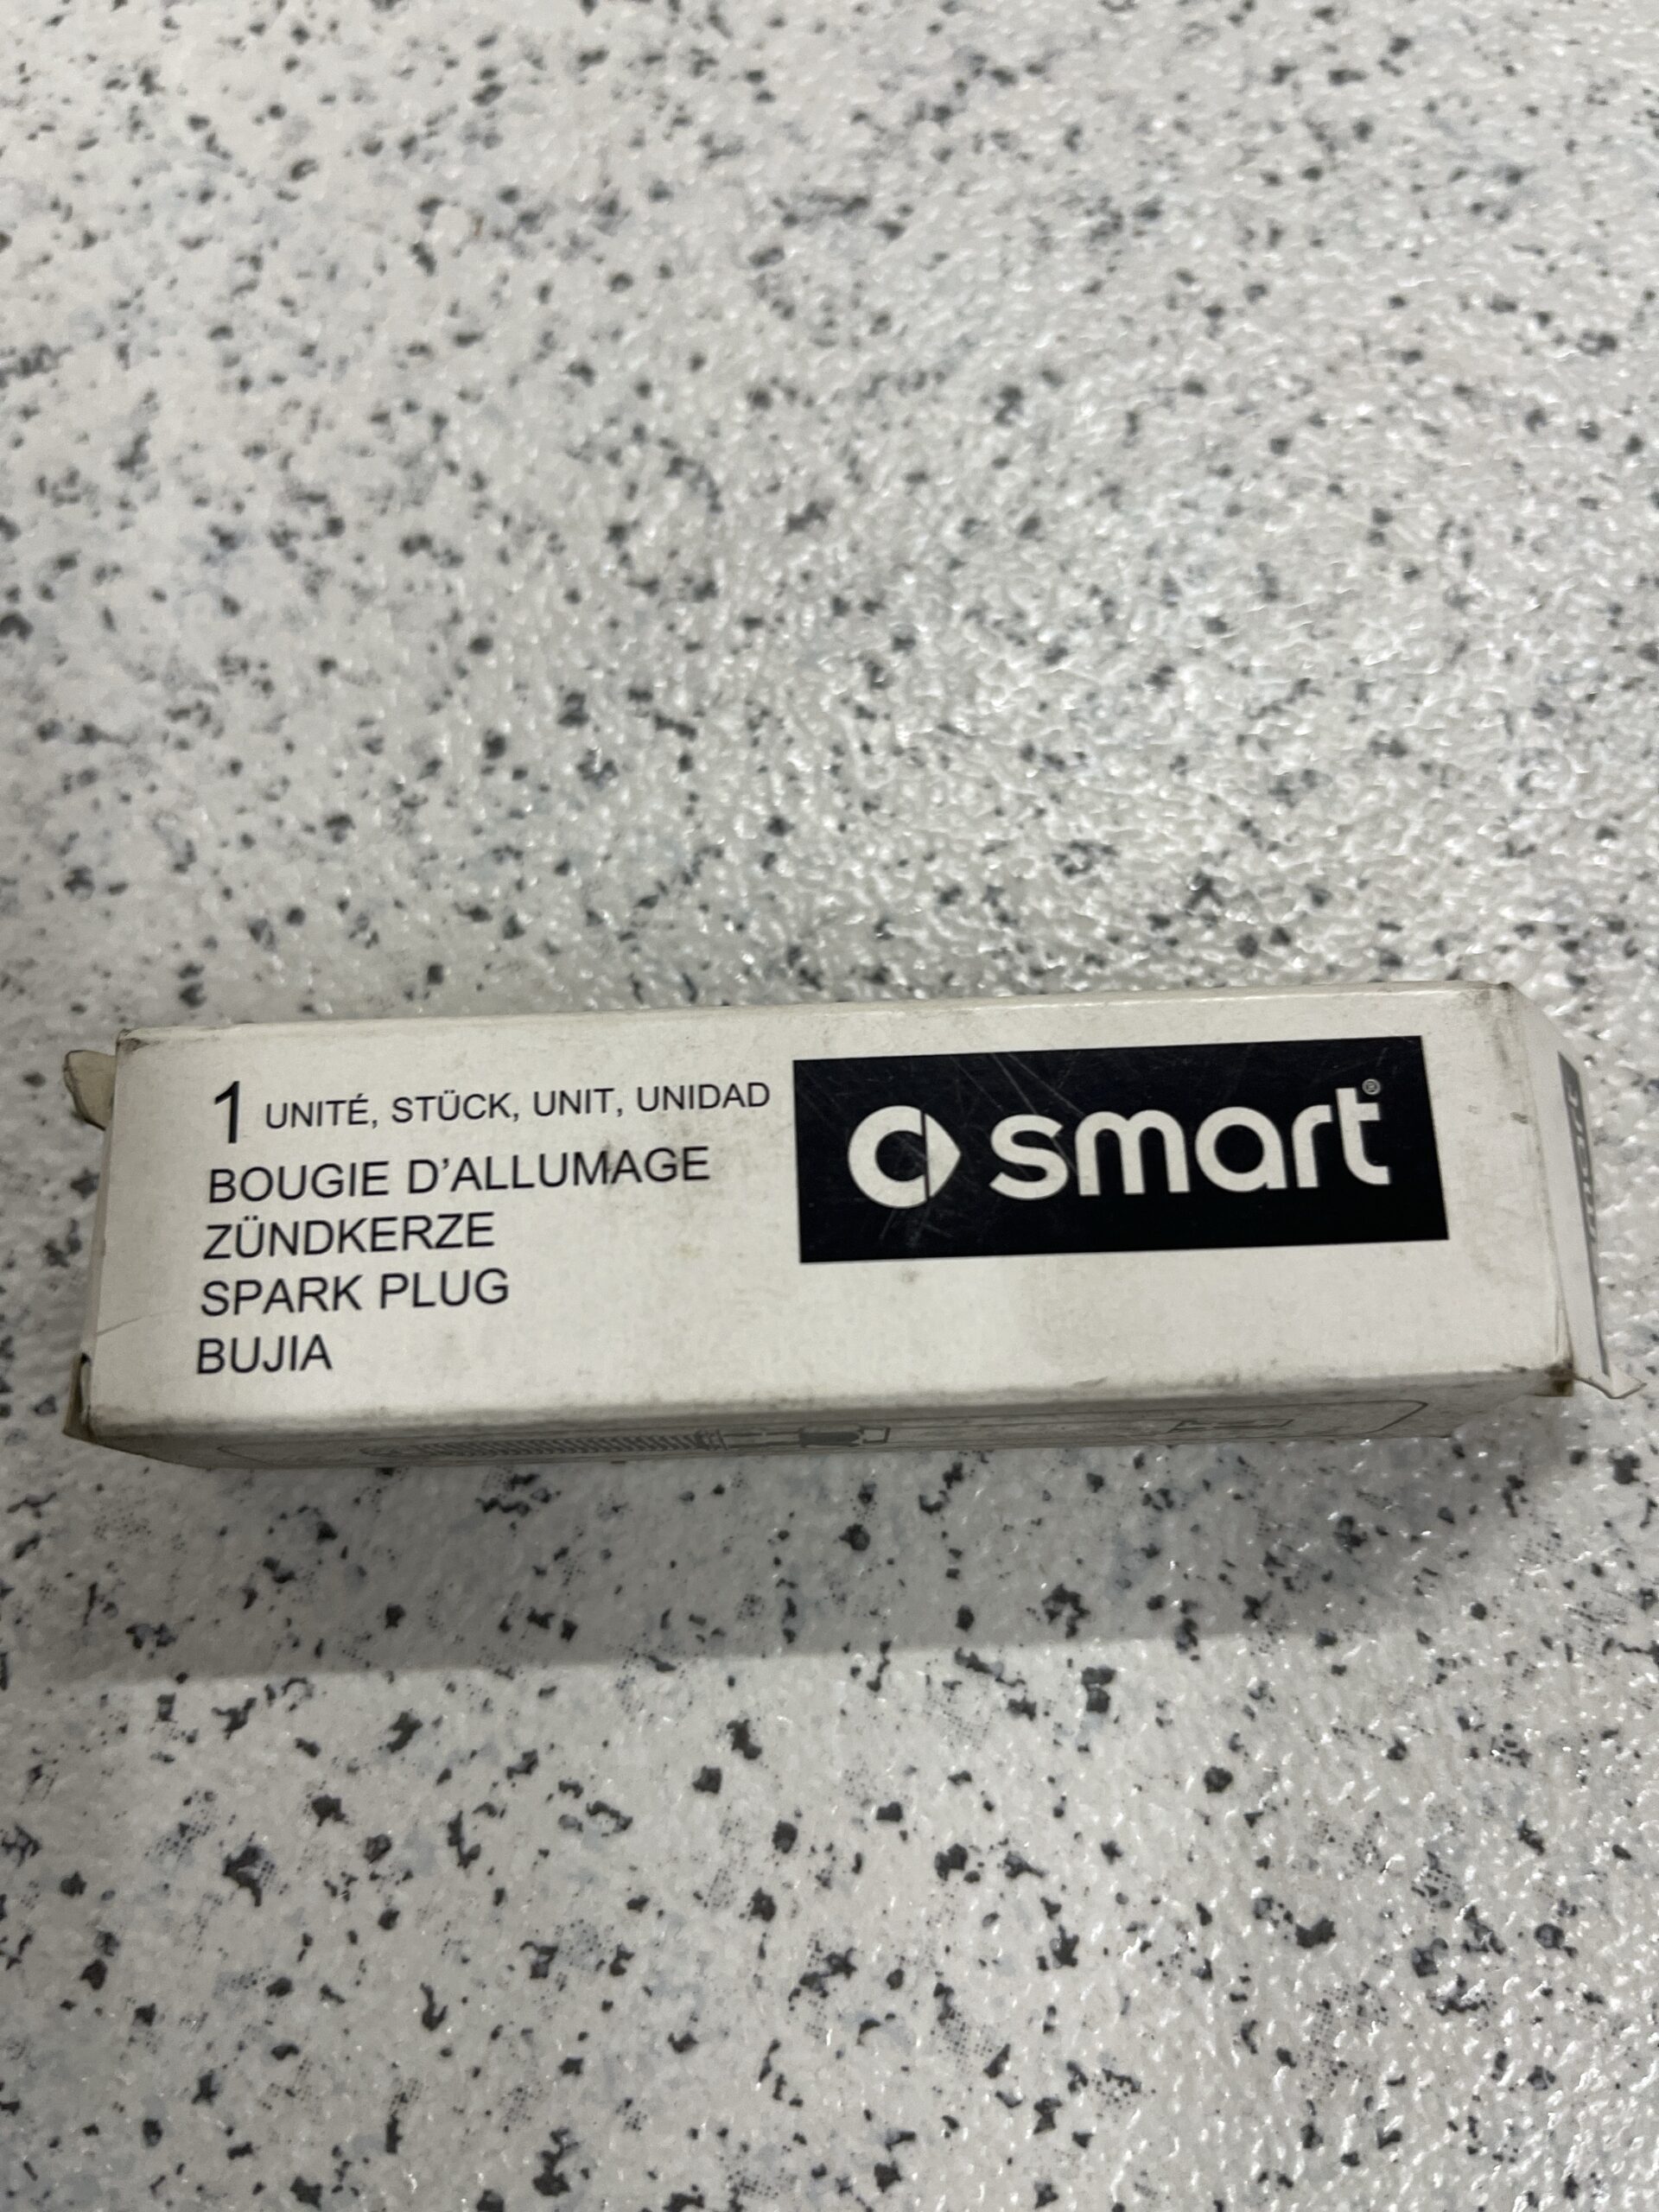 1 UNITÉ, STÜCK, UNIT, UNIDAD
BOUGIE D'ALLUMAGE
ZÜNDKERZE
SPARK PLUG
BUJIA
smart®